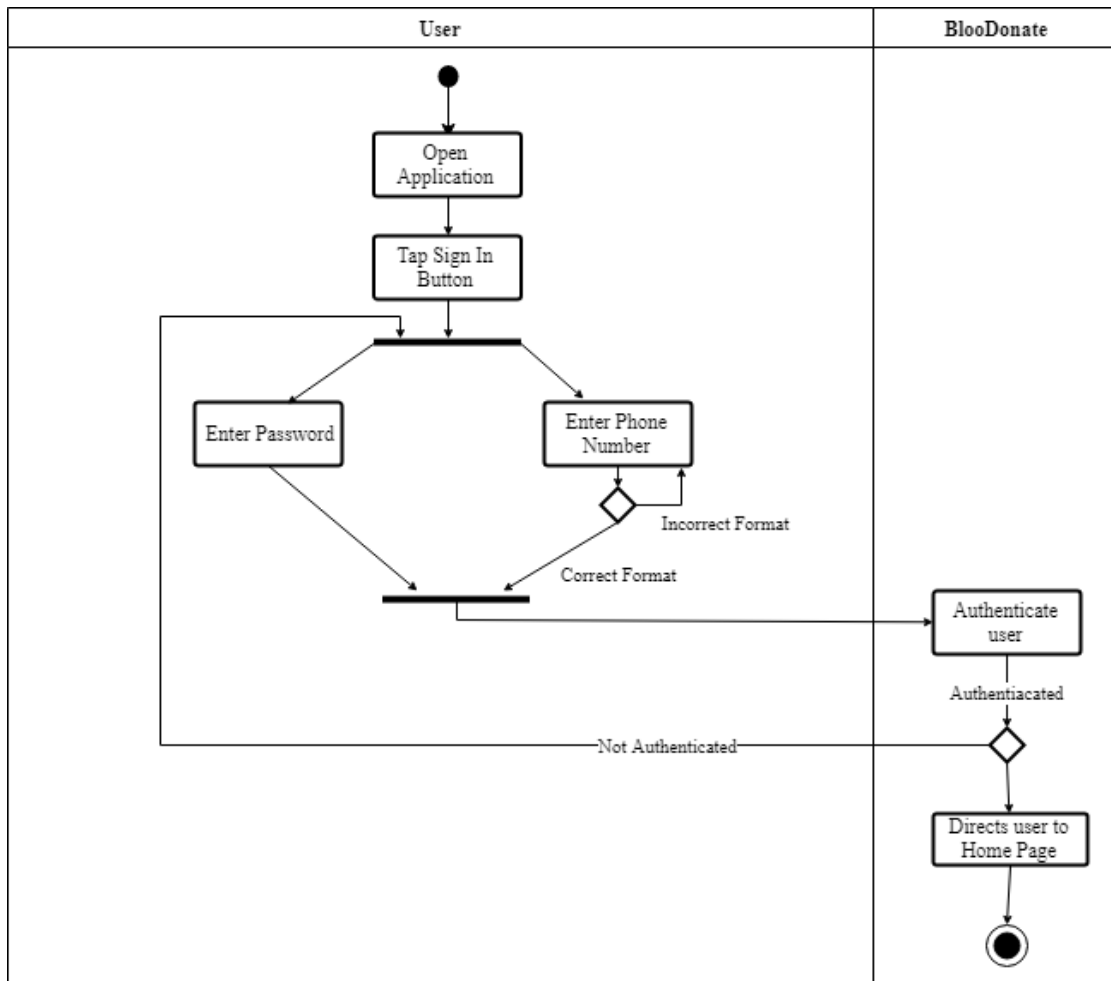 User
BlooDonate
Open
Application
Tap Sign In
Button
Enter Password
Enter Phone
Number
Incorrect Format
Correct Format
Authenticate
user
Authentiacated
Not Authenticated
Directs user to
Home Page